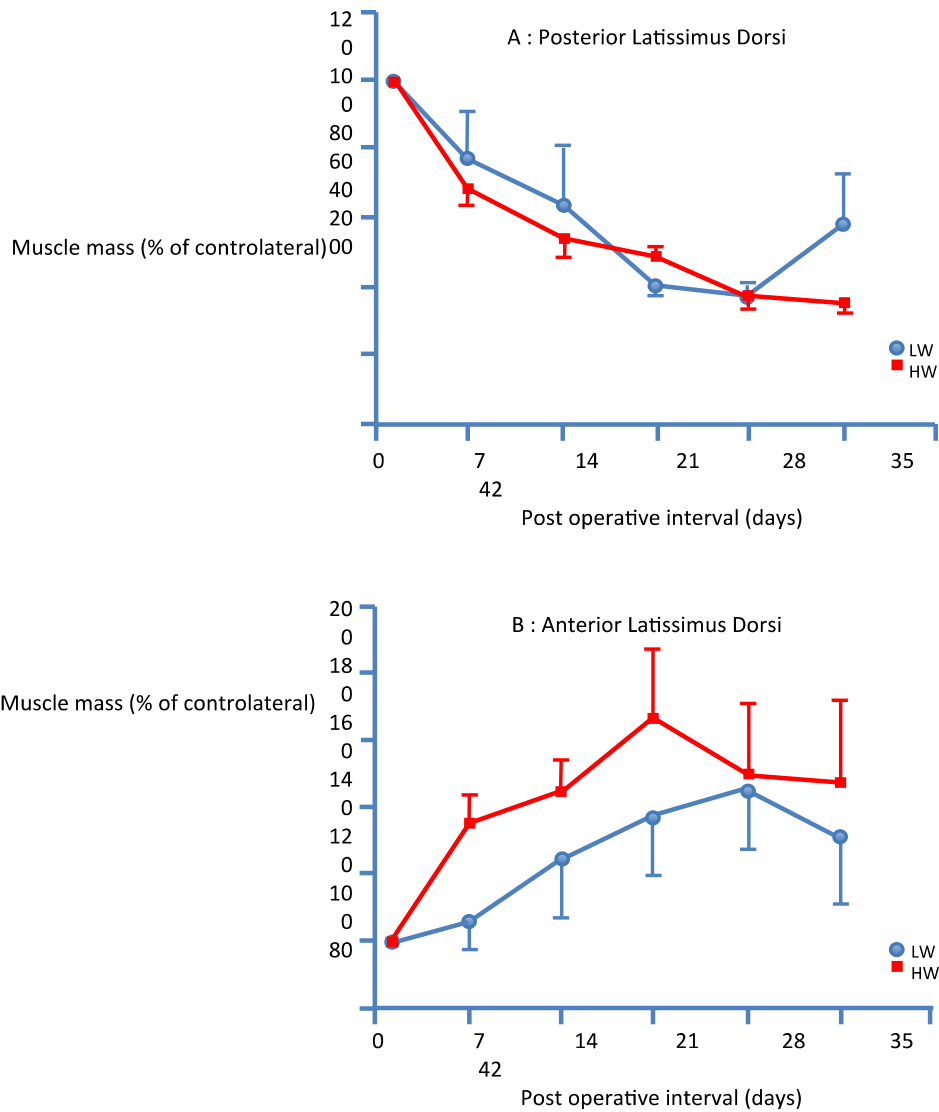 A : Posterior Latissimus Dorsi
12
0
10
0
80
60
40
20
00
Muscle mass (% of controlateral)
LW
HW
0 7 14 21 28 35
42
Post operative interval (days)
B : Anterior Latissimus Dorsi
20
0
18
0
16
0
14
0
12
0
10
0
80
Muscle mass (% of controlateral)
LW
HW
0 7 14 21 28 35
42
Post operative interval (days)